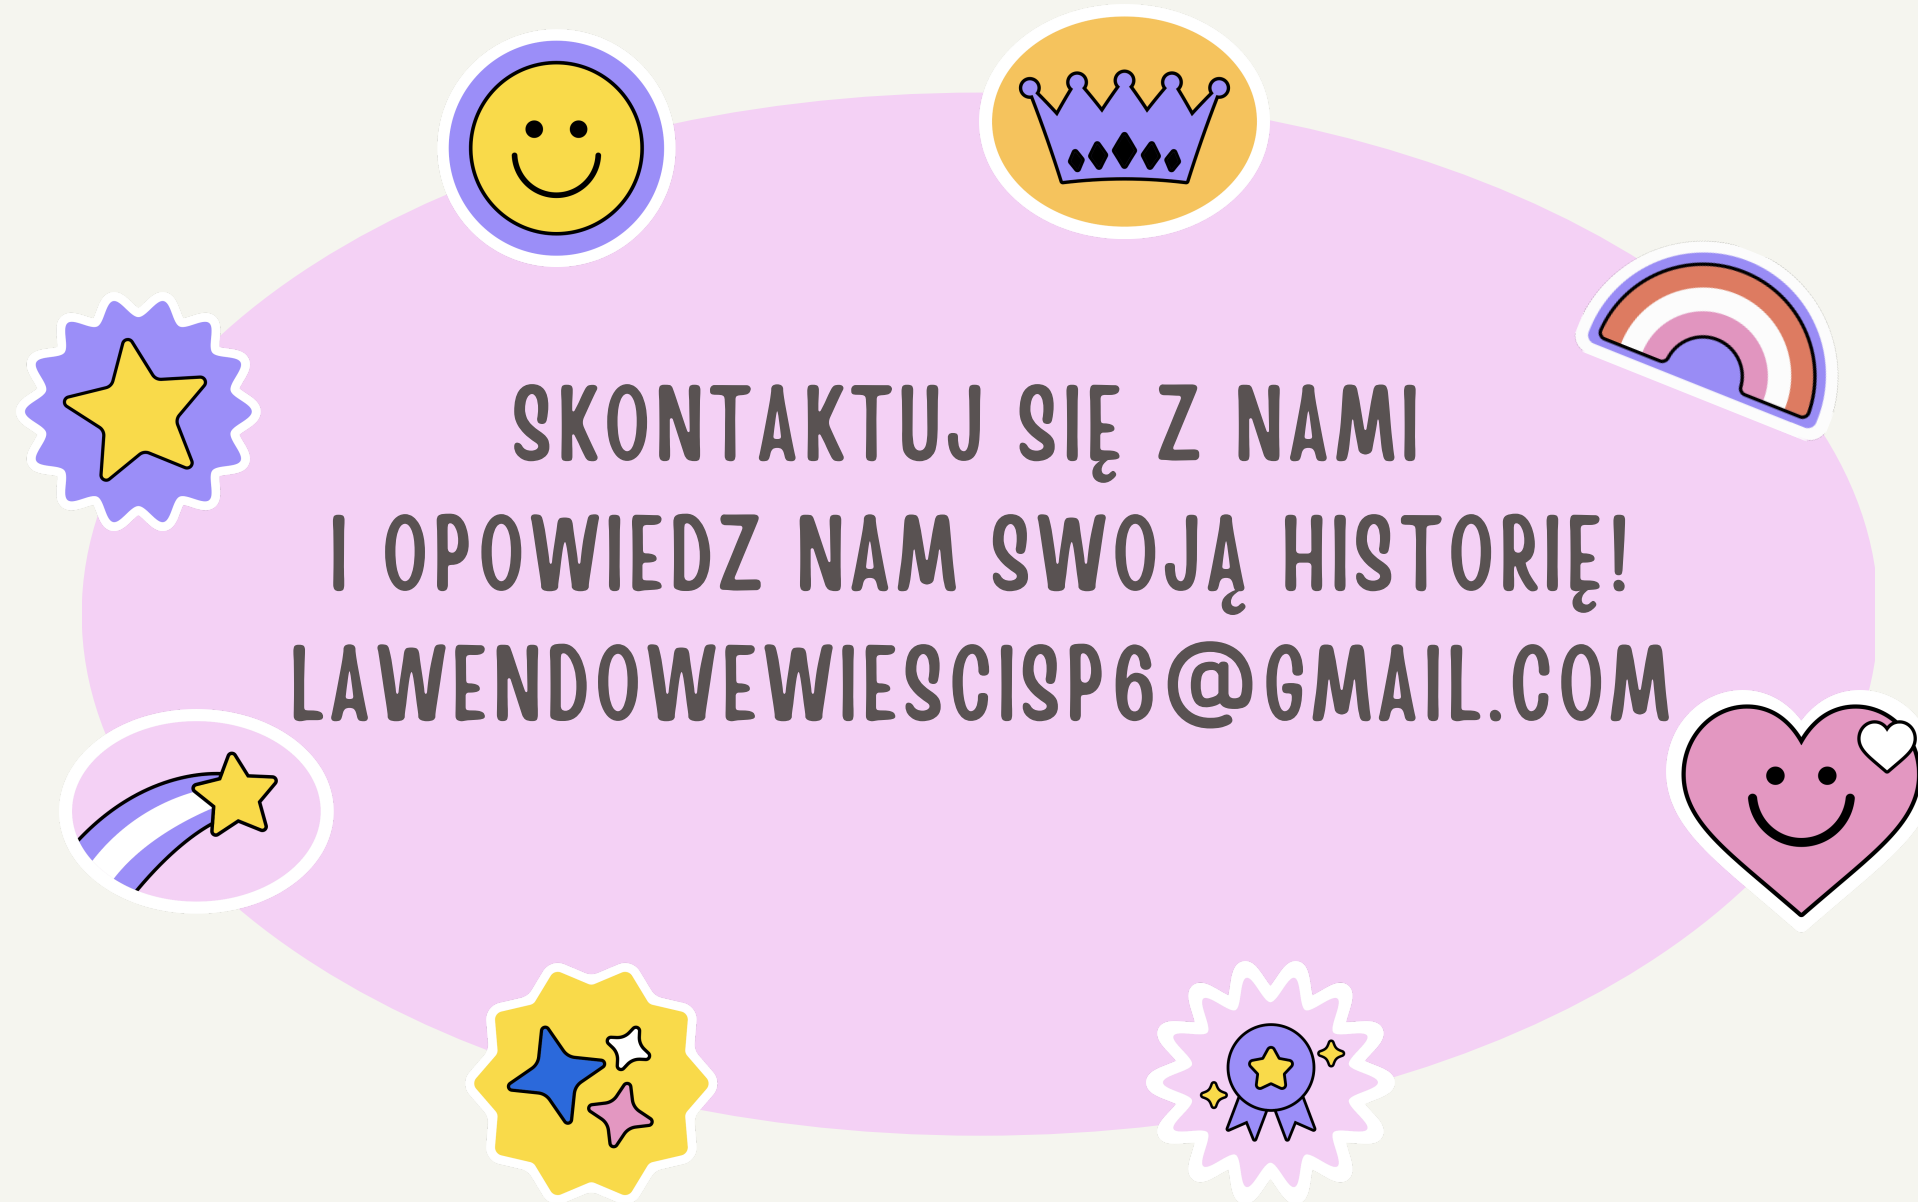 SKONTAKTUJ SIĘ Z NAMI
I OPOWIEDZ NAM SWOJĄ HISTORIĘ!
LAWENDOWEWIESCISP6@GMAIL.COM